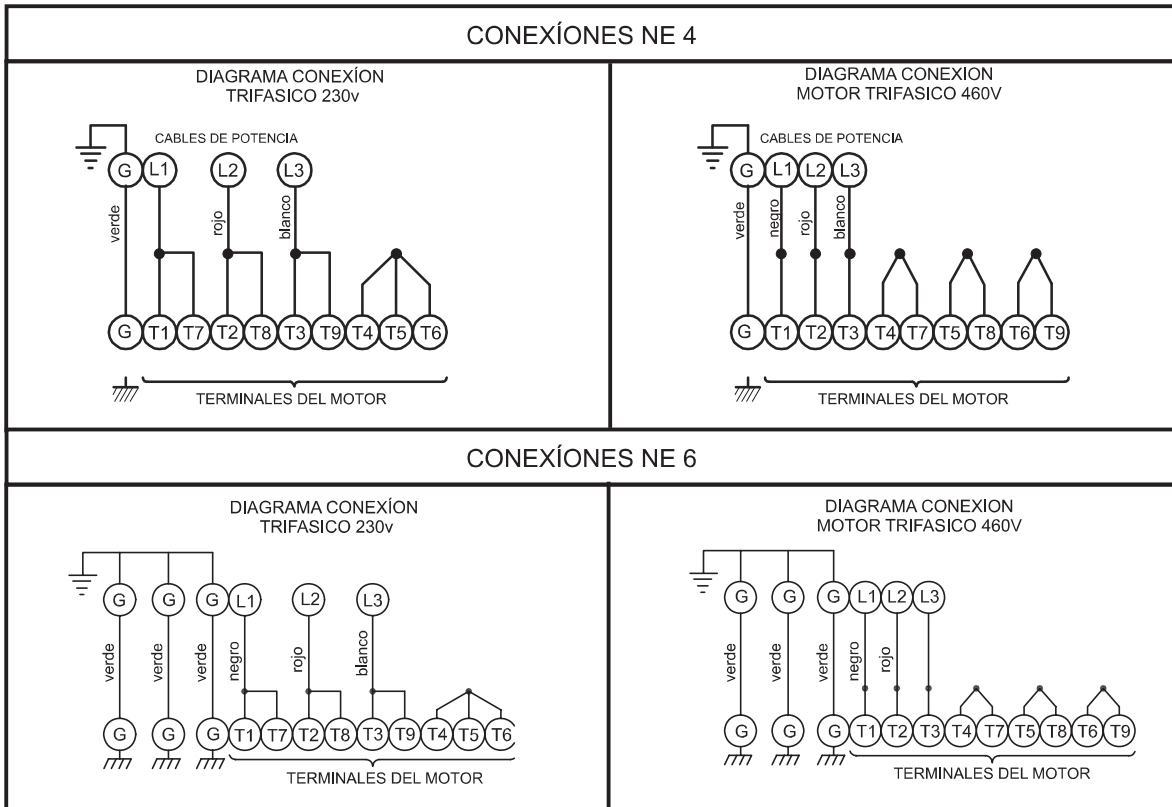 CONEXÍONES NE 4
DIAGRAMA CONEXÍON
TRIFASICO 230v
CABLES DE POTENCIA
G L1 L2 L3
verde rojo blanco
G T1 T7 T2 T8 T3 T9 T4 T5 T6
TERMINALES DEL MOTOR
DIAGRAMA CONEXION
MOTOR TRIFASICO 460V
CABLES DE POTENCIA
G L1 L2 L3
verde negro rojo blanco
G T1 T2 T3 T4 T7 T5 T8 T6 T9
TERMINALES DEL MOTOR
CONEXÍONES NE 6
DIAGRAMA CONEXÍON
TRIFASICO 230v
G G G L1 L2 L3
verde verde verde negro rojo blanco
G G G T1 T7 T2 T8 T3 T9 T4 T5 T6
TERMINALES DEL MOTOR
DIAGRAMA CONEXION
MOTOR TRIFASICO 460V
G G G L1 L2 L3
verde verde verde negro rojo
G G G T1 T2 T3 T4 T7 T5 T8 T6 T9
TERMINALES DEL MOTOR